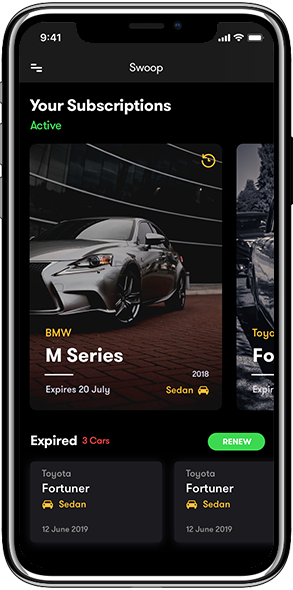 9:41
Swoop
Your Subscriptions
Active
BMW
M Series
2018
Expires 20 July
Sedan
Toyo
Fo
Expir
Expired 3 Cars
RENEW
Toyota
Fortuner
Sedan
12 June 2019
Toyota
Fortuner
Sedan
12 June 2019